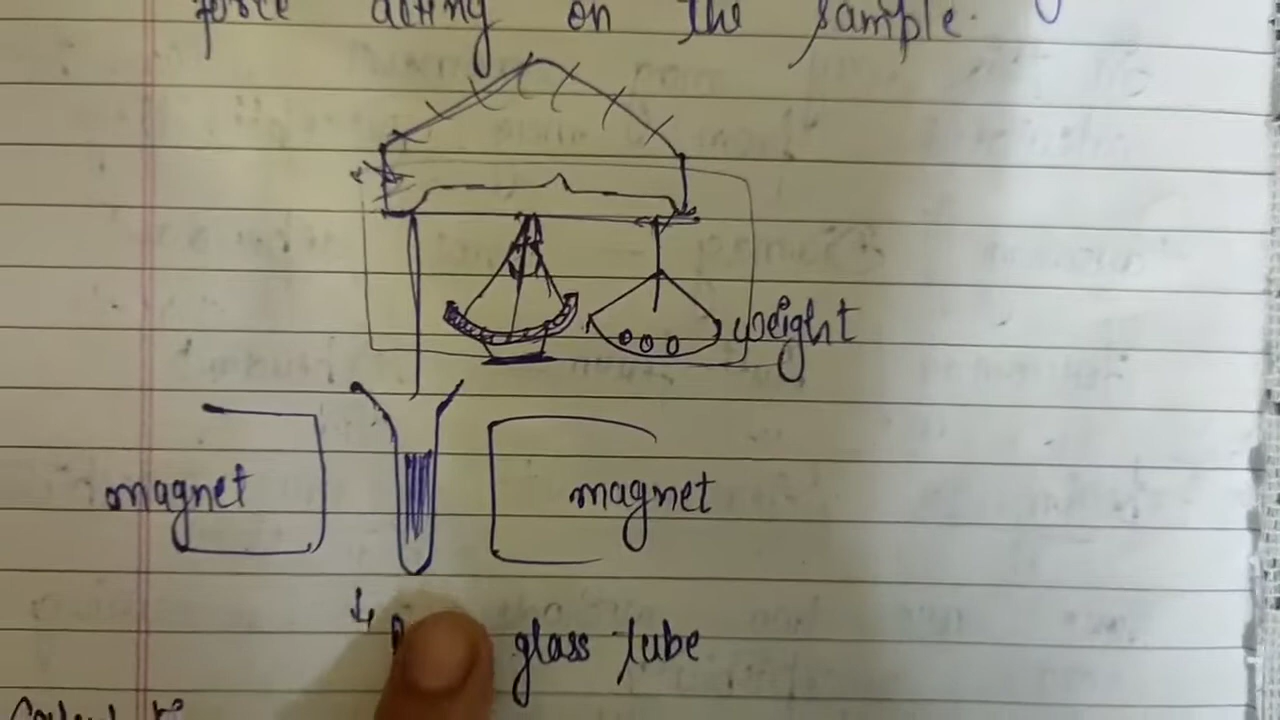 force acting on the sample.
weight
magnet
magnet
glass tube